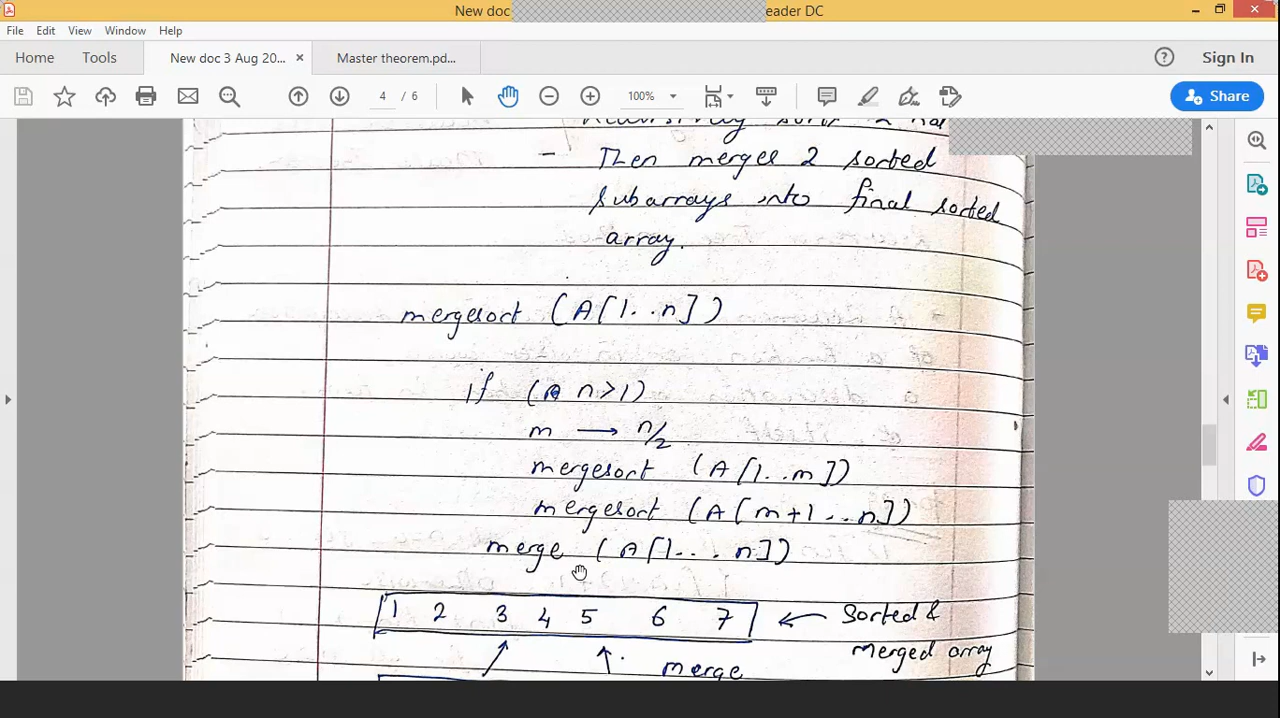 New doc eader DC
File Edit View Window Help
Home Tools New doc 3 Aug 20... × Master theorem.pd... Sign In
4 / 6 100% Share
- Then merges 2 sorted
subarrays into final sorted
array.
mergesort (A[1..n])
if (A n>1)
m → n/2
mergesort (A[1..m])
mergesort (A[m+1..n])
merge (A[1... n])
1 2 3 4 5 6 7 ← Sorted &
merged array
merge